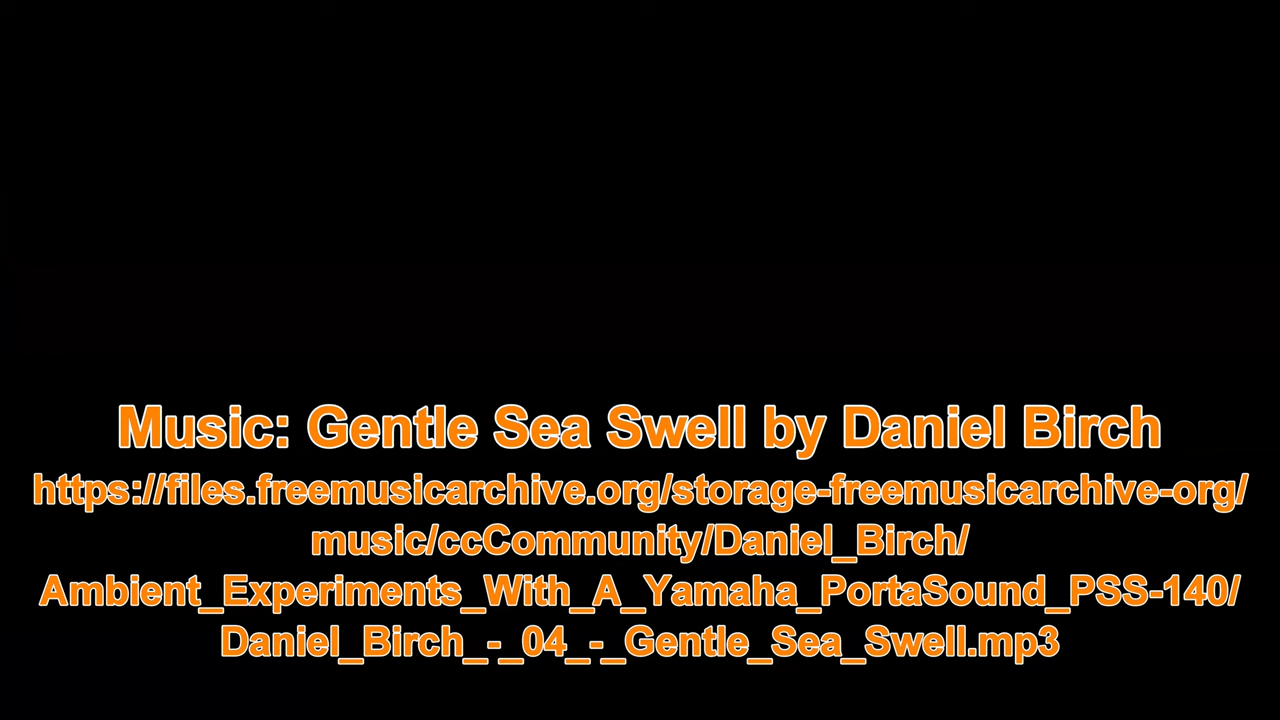 Music: Gentle Sea Swell by Daniel Birch
https://files.freemusicarchive.org/storage-freemusicarchive-org/
music/ccCommunity/Daniel_Birch/
Ambient_Experiments_With_A_Yamaha_PortaSound_PSS-140/
Daniel_Birch_-_04_-_Gentle_Sea_Swell.mp3